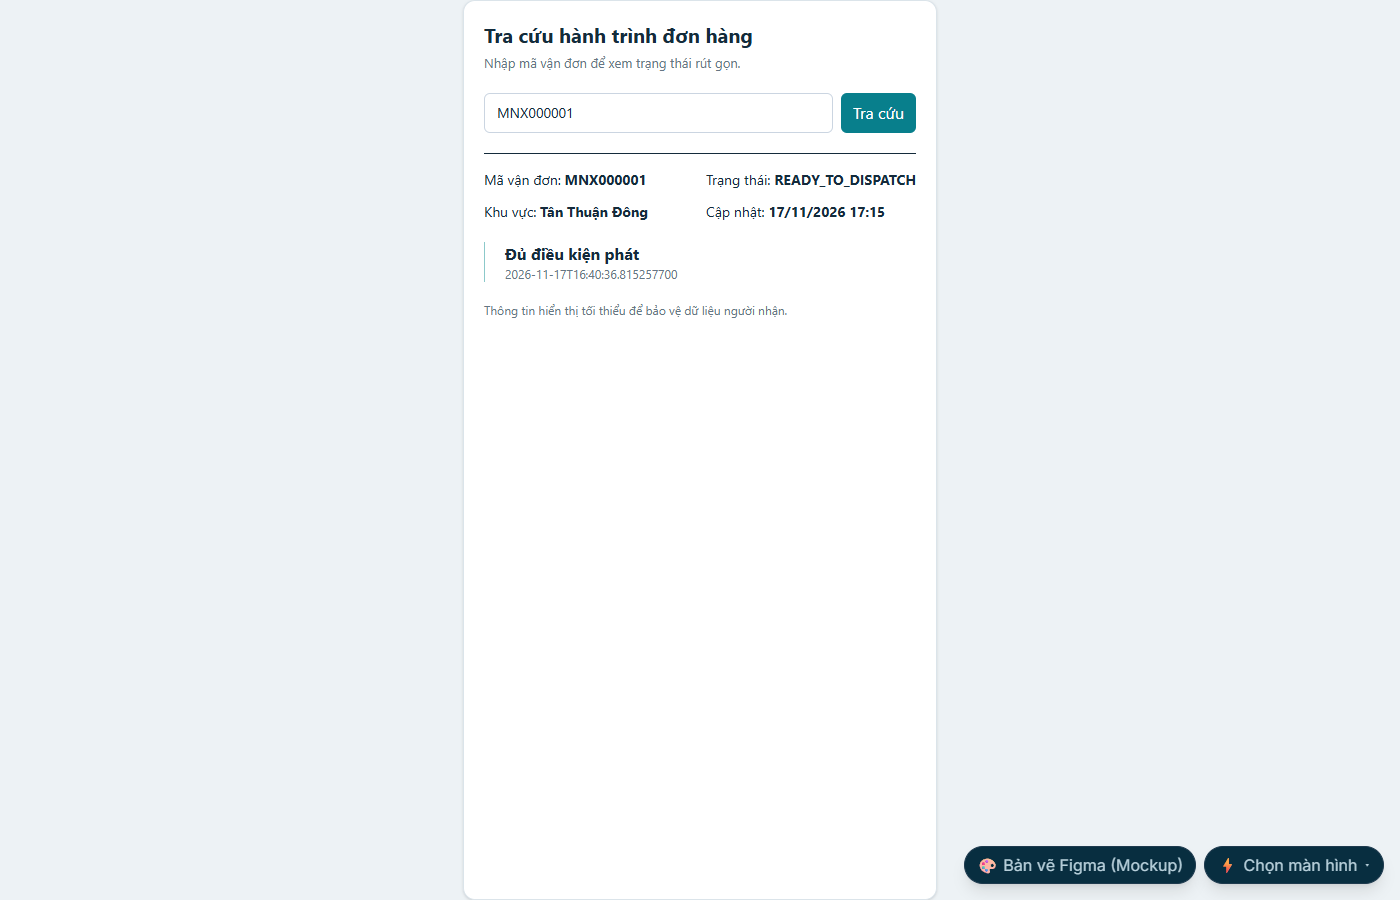 Tra cứu hành trình đơn hàng
Nhập mã vận đơn để xem trạng thái rút gọn.
MNX000001
Tra cứu
Mã vận đơn: MNX000001
Trạng thái: READY_TO_DISPATCH
Khu vực: Tân Thuận Đông
Cập nhật: 17/11/2026 17:15
Đủ điều kiện phát
2026-11-17T16:40:36.815257700
Thông tin hiển thị tối thiểu để bảo vệ dữ liệu người nhận.
Bản vẽ Figma (Mockup)
Chọn màn hình